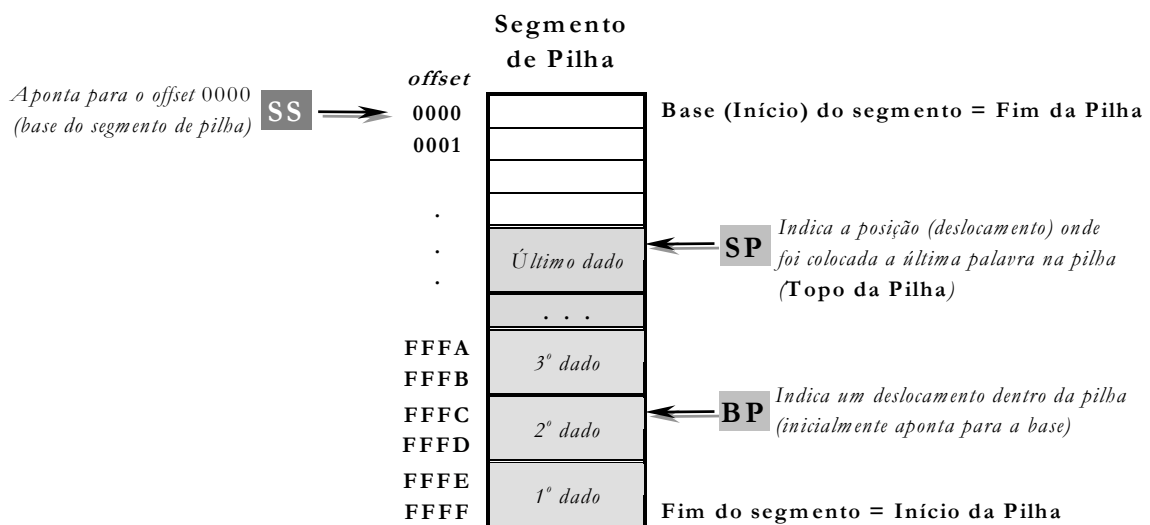 Segmento
de Pilha
offset
Aponta para o offset 0000
(base do segmento de pilha)
SS
0000
Base (Início) do segmento = Fim da Pilha
0001
.
.
.
Último dado
SP
Indica a posição (deslocamento) onde
foi colocada a última palavra na pilha
(Topo da Pilha)
. . .
FFFA
FFFB
3º dado
FFFC
FFFD
2º dado
BP
Indica um deslocamento dentro da pilha
(inicialmente aponta para a base)
FFFE
FFFF
1º dado
Fim do segmento = Início da Pilha